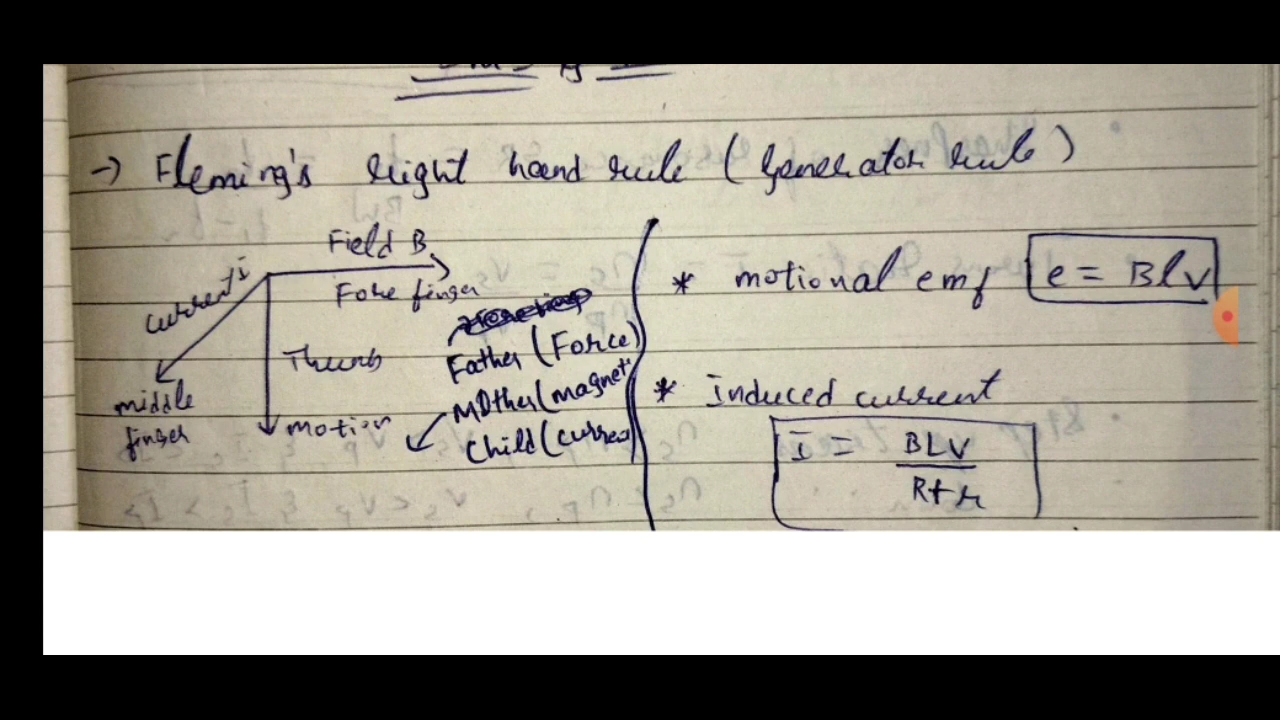 → Fleming's Right hand rule (Generator rule)
Field B
current i
Fore finger
Thumb
middle
finger
motion
Father (Force)
MOther (magnet
Child (curren
* motional emf e = Blv
* induced current
I = BLV / R+r